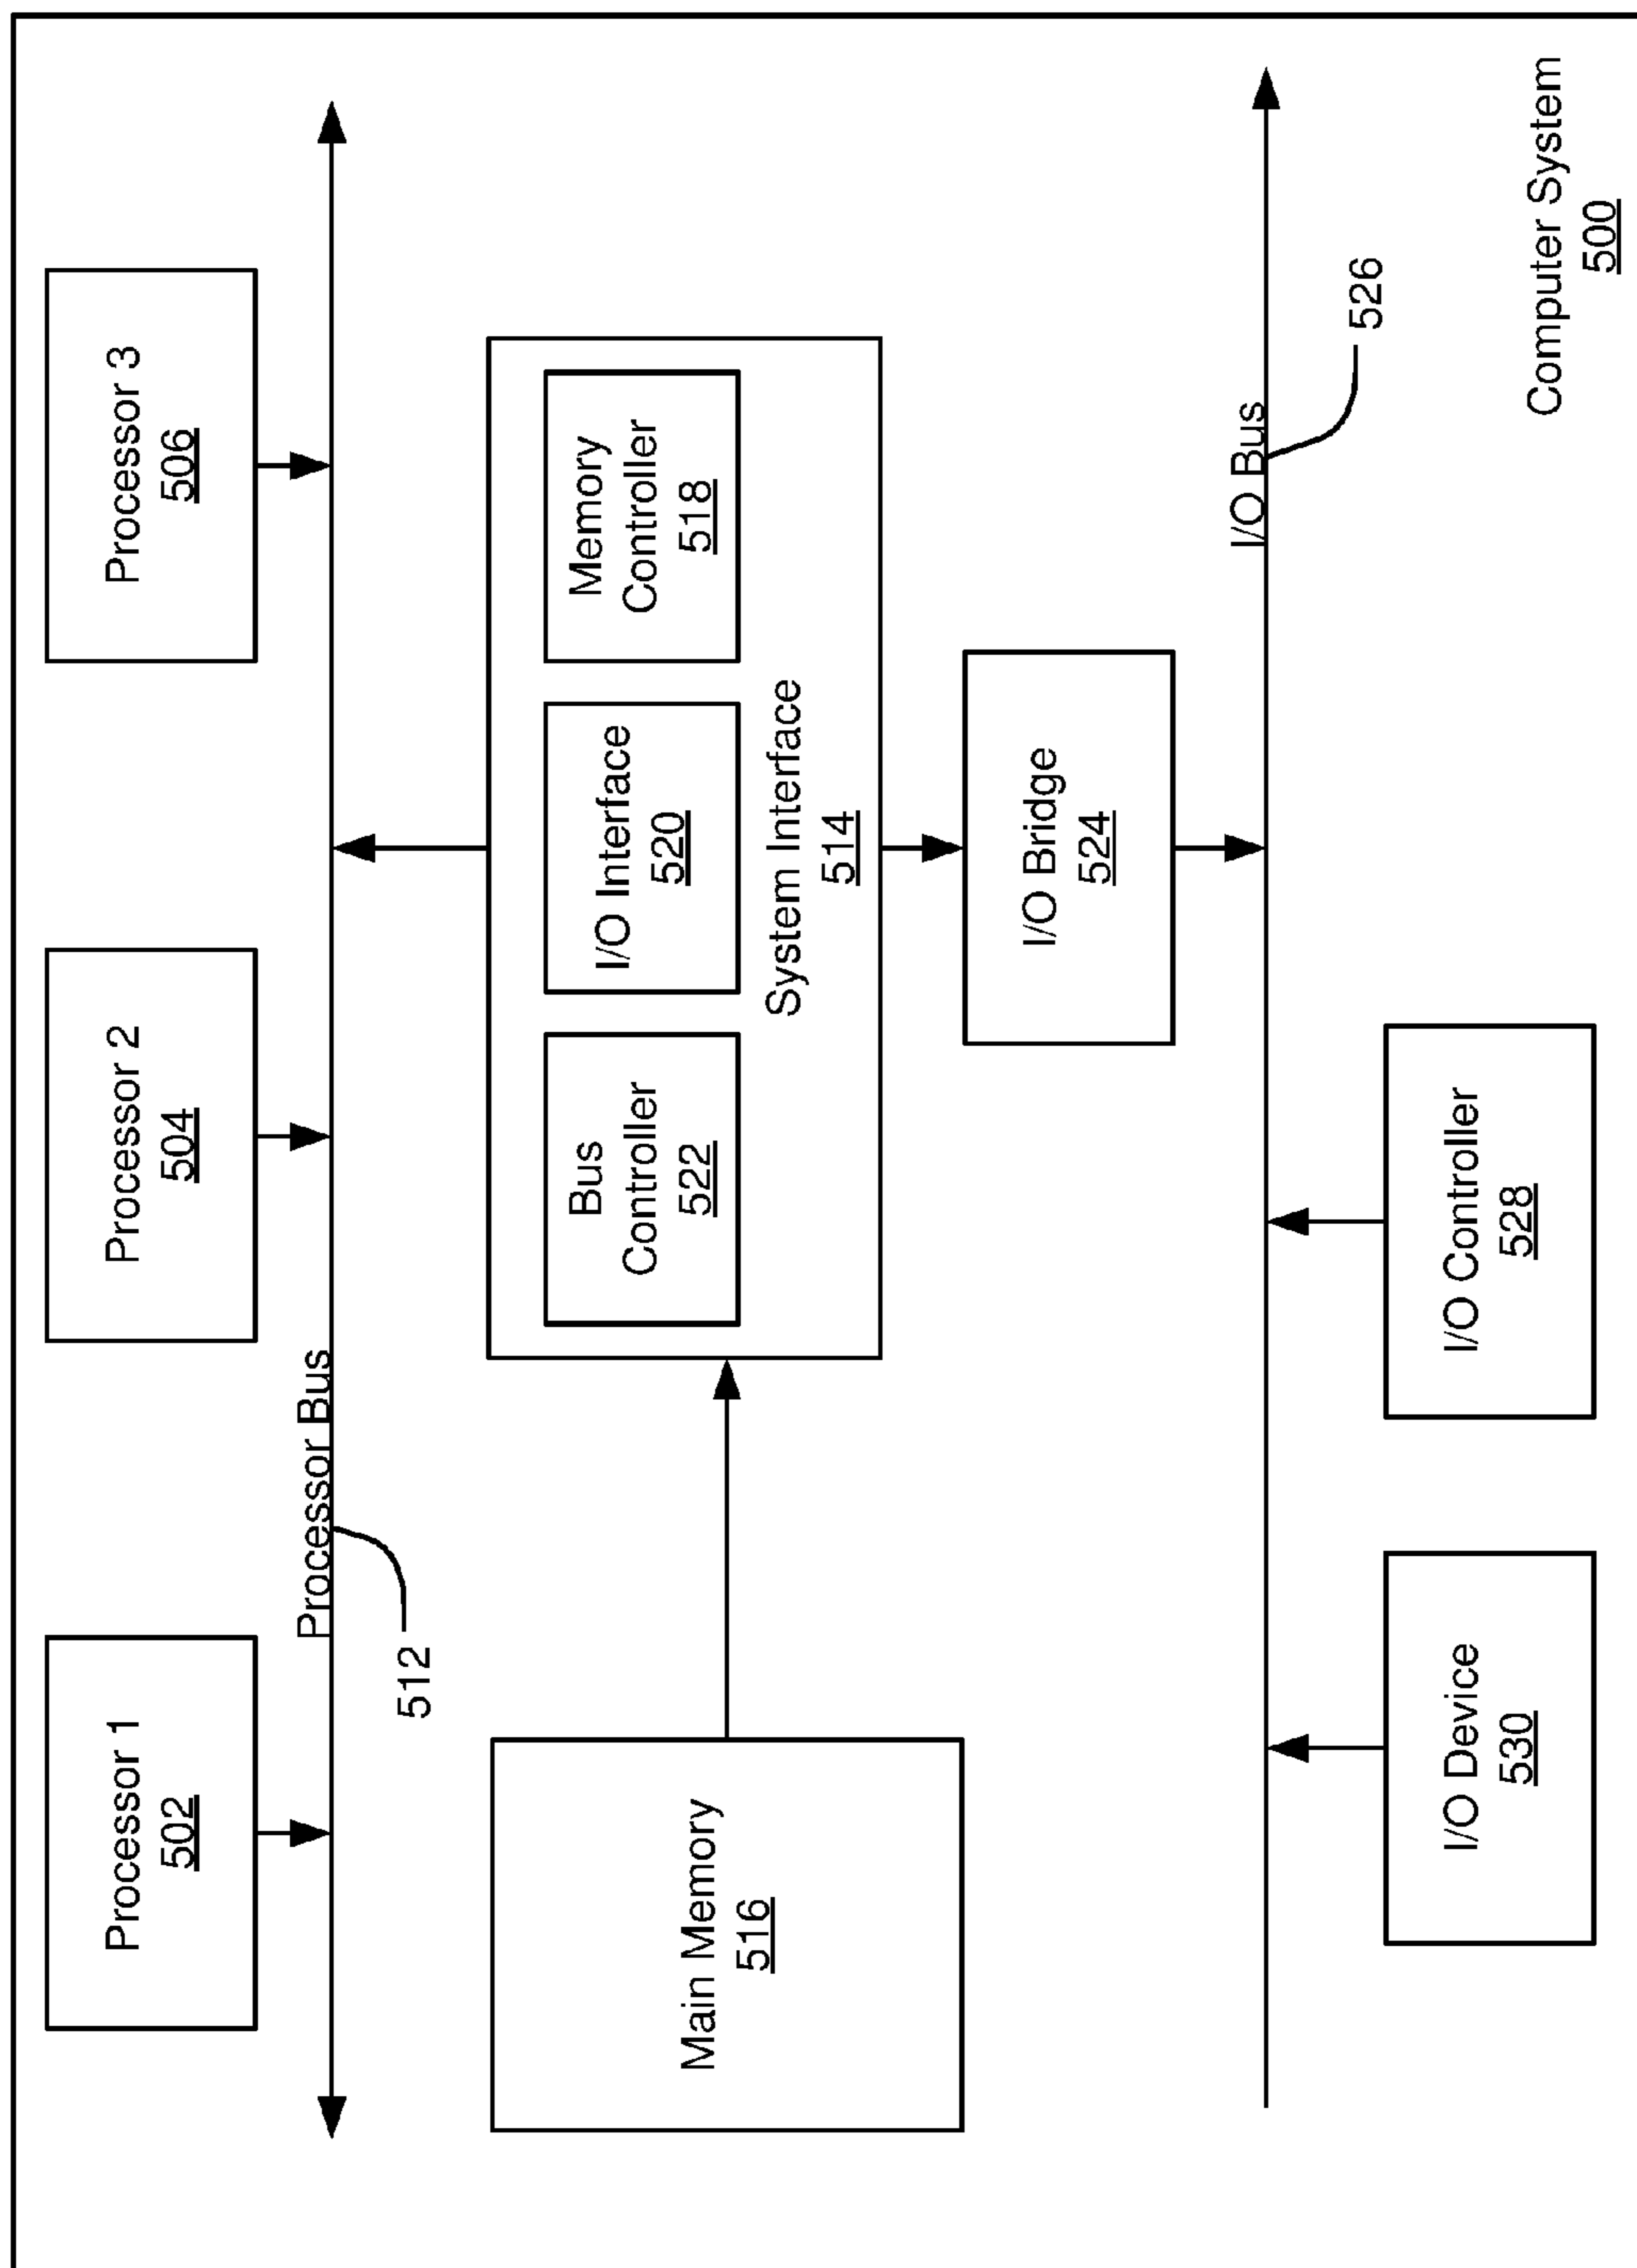 Processor 1
502
Processor 2
504
Processor 3
506
Processor Bus
512
Main Memory
516
Bus
Controller
522
I/O Interface
520
Memory
Controller
518
System Interface
514
I/O Bridge
524
I/O Bus
526
I/O Device
530
I/O Controller
528
Computer System
500